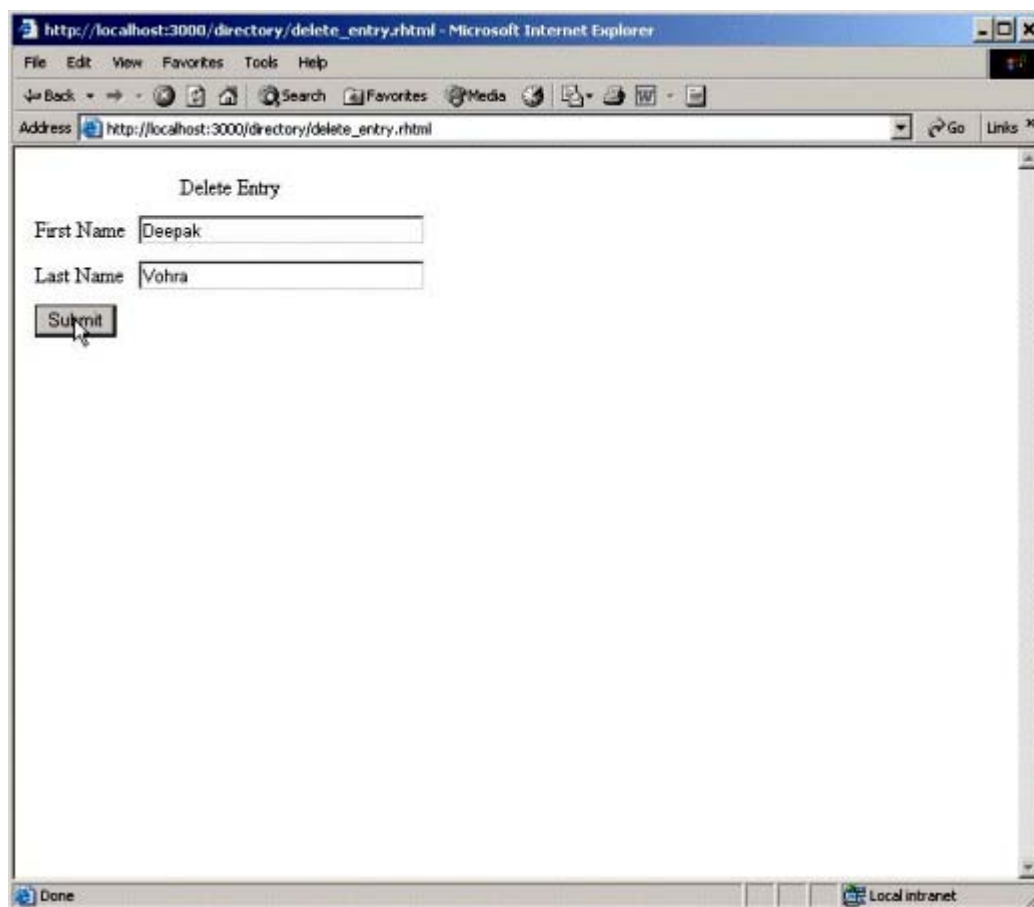 http://localhost:3000/directory/delete_entry.rhtml - Microsoft Internet Explorer
File Edit View Favorites Tools Help
Back Search Favorites Media W
Address http://localhost:3000/directory/delete_entry.rhtml Go Links
Delete Entry
First Name Deepak
Last Name Vohra
Submit
Done Local intranet